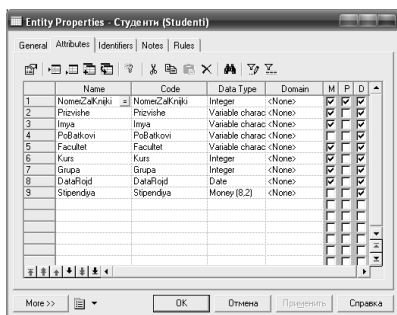 Entity Properties - Студенти (Studenti)
General Attributes Identifiers Notes Rules
Name Code Data Type Domain M P D
1 NomerZalKnijki = NomerZalKnijki Integer <None>
2 Prizvishe Prizvishe Variable charac <None>
3 Imya Imya Variable charac <None>
4 PoBatkovi PoBatkovi Variable charac <None>
5 Facultet Facultet Variable charac <None>
6 Kurs Kurs Integer <None>
7 Grupa Grupa Integer <None>
8 DataRojd DataRojd Date <None>
9 Stipendiya Stipendiya Money (8,2) <None>
More >> OK Отмена Применить Справка